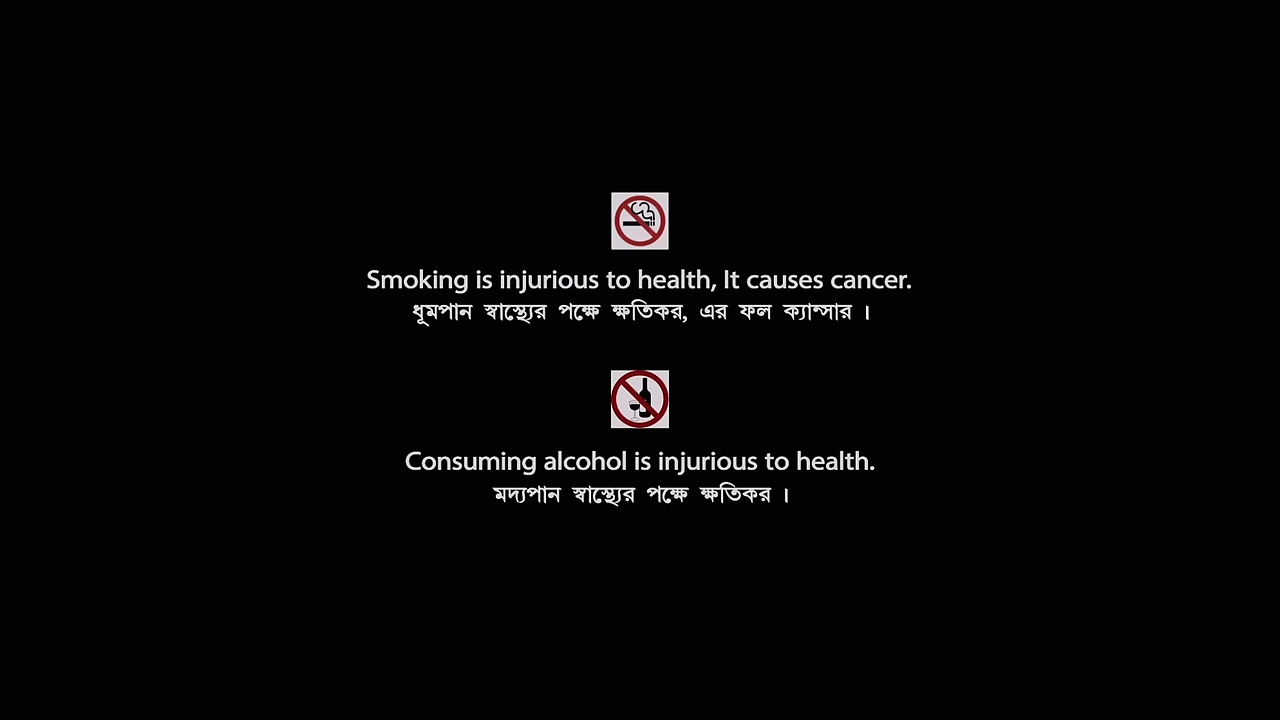 Smoking is injurious to health, It causes cancer.
ধূমপান স্বাস্থ্যের পক্ষে ক্ষতিকর, এর ফল ক্যান্সার ।
Consuming alcohol is injurious to health.
মদ্যপান স্বাস্থ্যের পক্ষে ক্ষতিকর ।